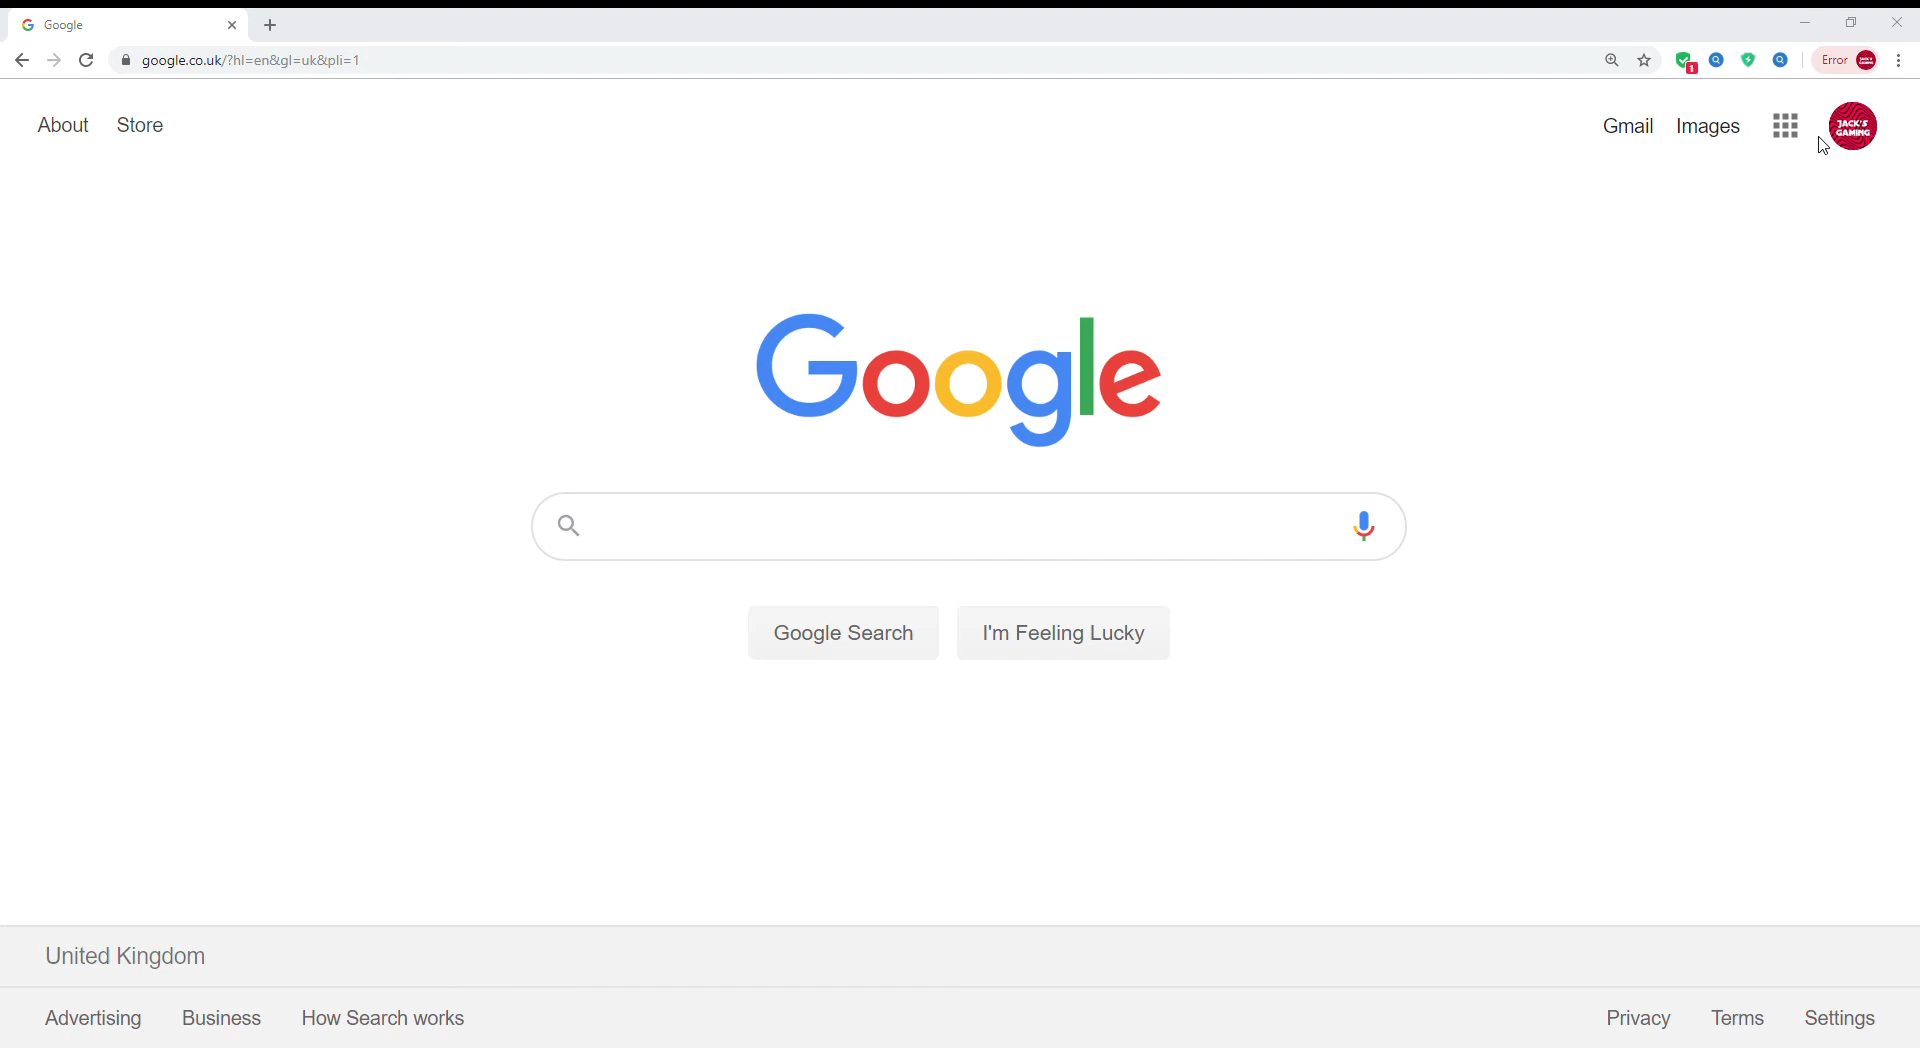 Google
google.co.uk/?hl=en&gl=uk&pli=1
1
Error
About Store
Gmail Images
JACK'S
GAMING
Google
Google Search I'm Feeling Lucky
United Kingdom
Advertising Business How Search works
Privacy Terms Settings